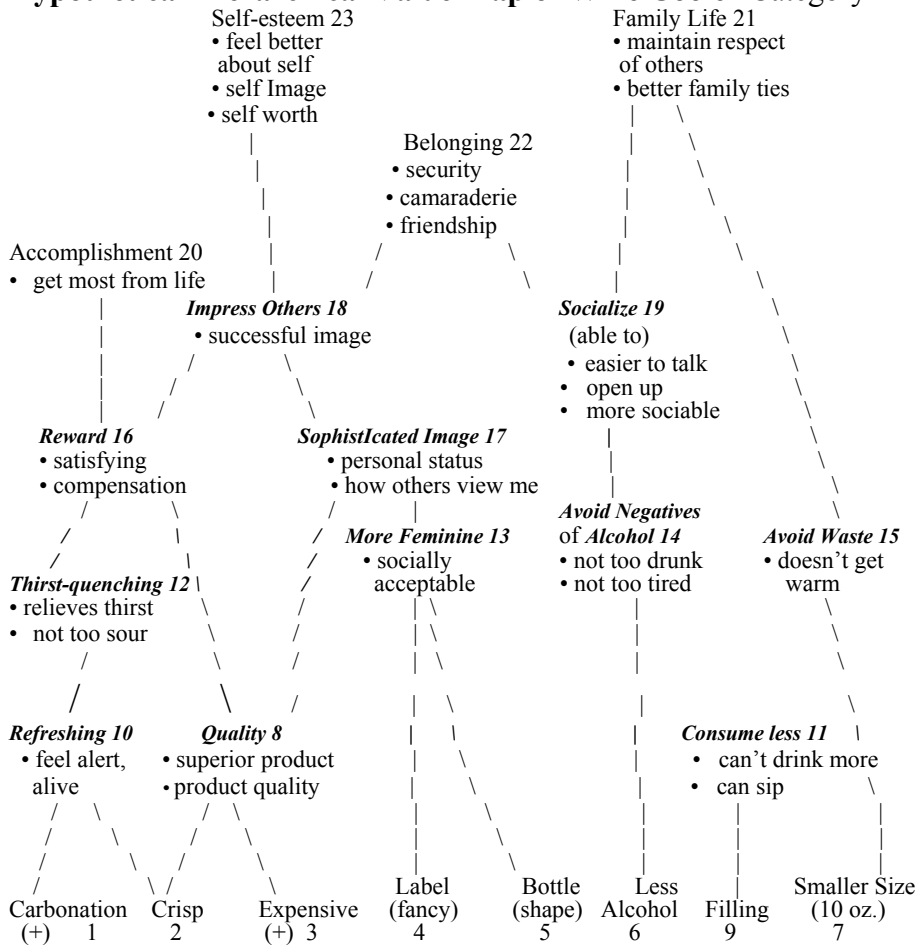 Self-esteem 23
• feel better
about self
• self Image
• self worth
Family Life 21
• maintain respect
of others
• better family ties
Belonging 22
• security
• camaraderie
• friendship
Accomplishment 20
• get most from life
Impress Others 18
• successful image
Socialize 19
(able to)
• easier to talk
• open up
• more sociable
Reward 16
• satisfying
• compensation
SophistIcated Image 17
• personal status
• how others view me
More Feminine 13
• socially
acceptable
Avoid Negatives
of Alcohol 14
• not too drunk
• not too tired
Avoid Waste 15
• doesn't get
warm
Thirst-quenching 12
• relieves thirst
• not too sour
Refreshing 10
• feel alert,
alive
Quality 8
• superior product
• product quality
Consume less 11
• can't drink more
• can sip
Carbonation
(+) 1
Crisp
2
Expensive
(+) 3
Label
(fancy)
4
Bottle
(shape)
5
Less
Alcohol
6
Filling
9
Smaller Size
(10 oz.)
7